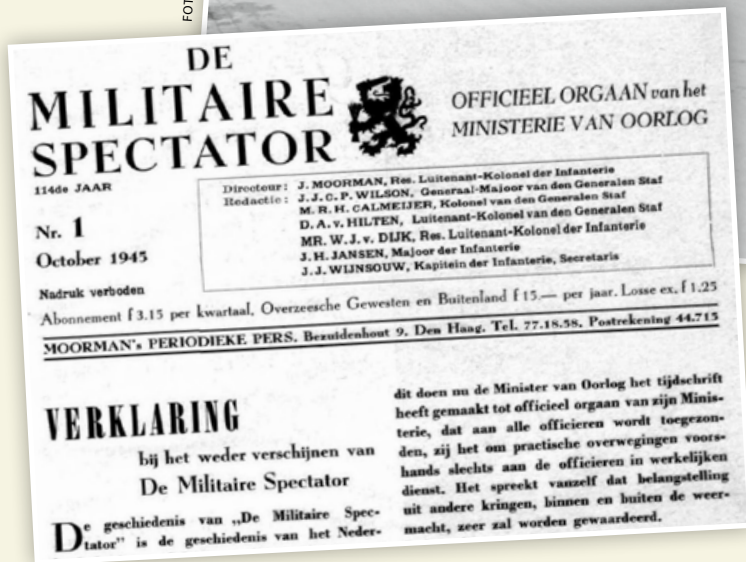 FOT
DE
MILITAIRE
SPECTATOR
OFFICIEEL ORGAAN van het
MINISTERIE VAN OORLOG
114de JAAR
Nr. 1
October 1945
Nadruk verboden
Directeur: J. MOORMAN, Res. Luitenant-Kolonel der Infanterie
Redactie: J. J. C. P. WILSON, Generaal-Majoor van den Generalen Staf
M. R. H. CALMEIJER, Kolonel van den Generalen Staf
D. A. v. HILTEN, Luitenant-Kolonel van den Generalen Staf
MR. W. J. v. DIJK, Res. Luitenant-Kolonel der Infanterie
J. H. JANSEN, Majoor der Infanterie
J. J. WIJNSOUW, Kapitein der Infanterie, Secretaris
Abonnement f 3.15 per kwartaal, Overzeesche Gewesten en Buitenland f 15.— per jaar. Losse ex. f 1.25
MOORMAN's PERIODIEKE PERS. Bezuidenhout 9. Den Haag. Tel. 77.18.58. Postrekening 44.715
VERKLARING
bij het weder verschijnen van
De Militaire Spectator
De geschiedenis van „De Militaire Spec-
tator” is de geschiedenis van het Neder-
dit doen nu de Minister van Oorlog het tijdschrift
heeft gemaakt tot officieel orgaan van zijn Minis-
terie, dat aan alle officieren wordt toegezon-
den, zij het om practische overwegingen voors-
hands slechts aan de officieren in werkelijken
dienst. Het spreekt vanzelf dat belangstelling
uit andere kringen, binnen en buiten de weer-
macht, zeer zal worden gewaardeerd.